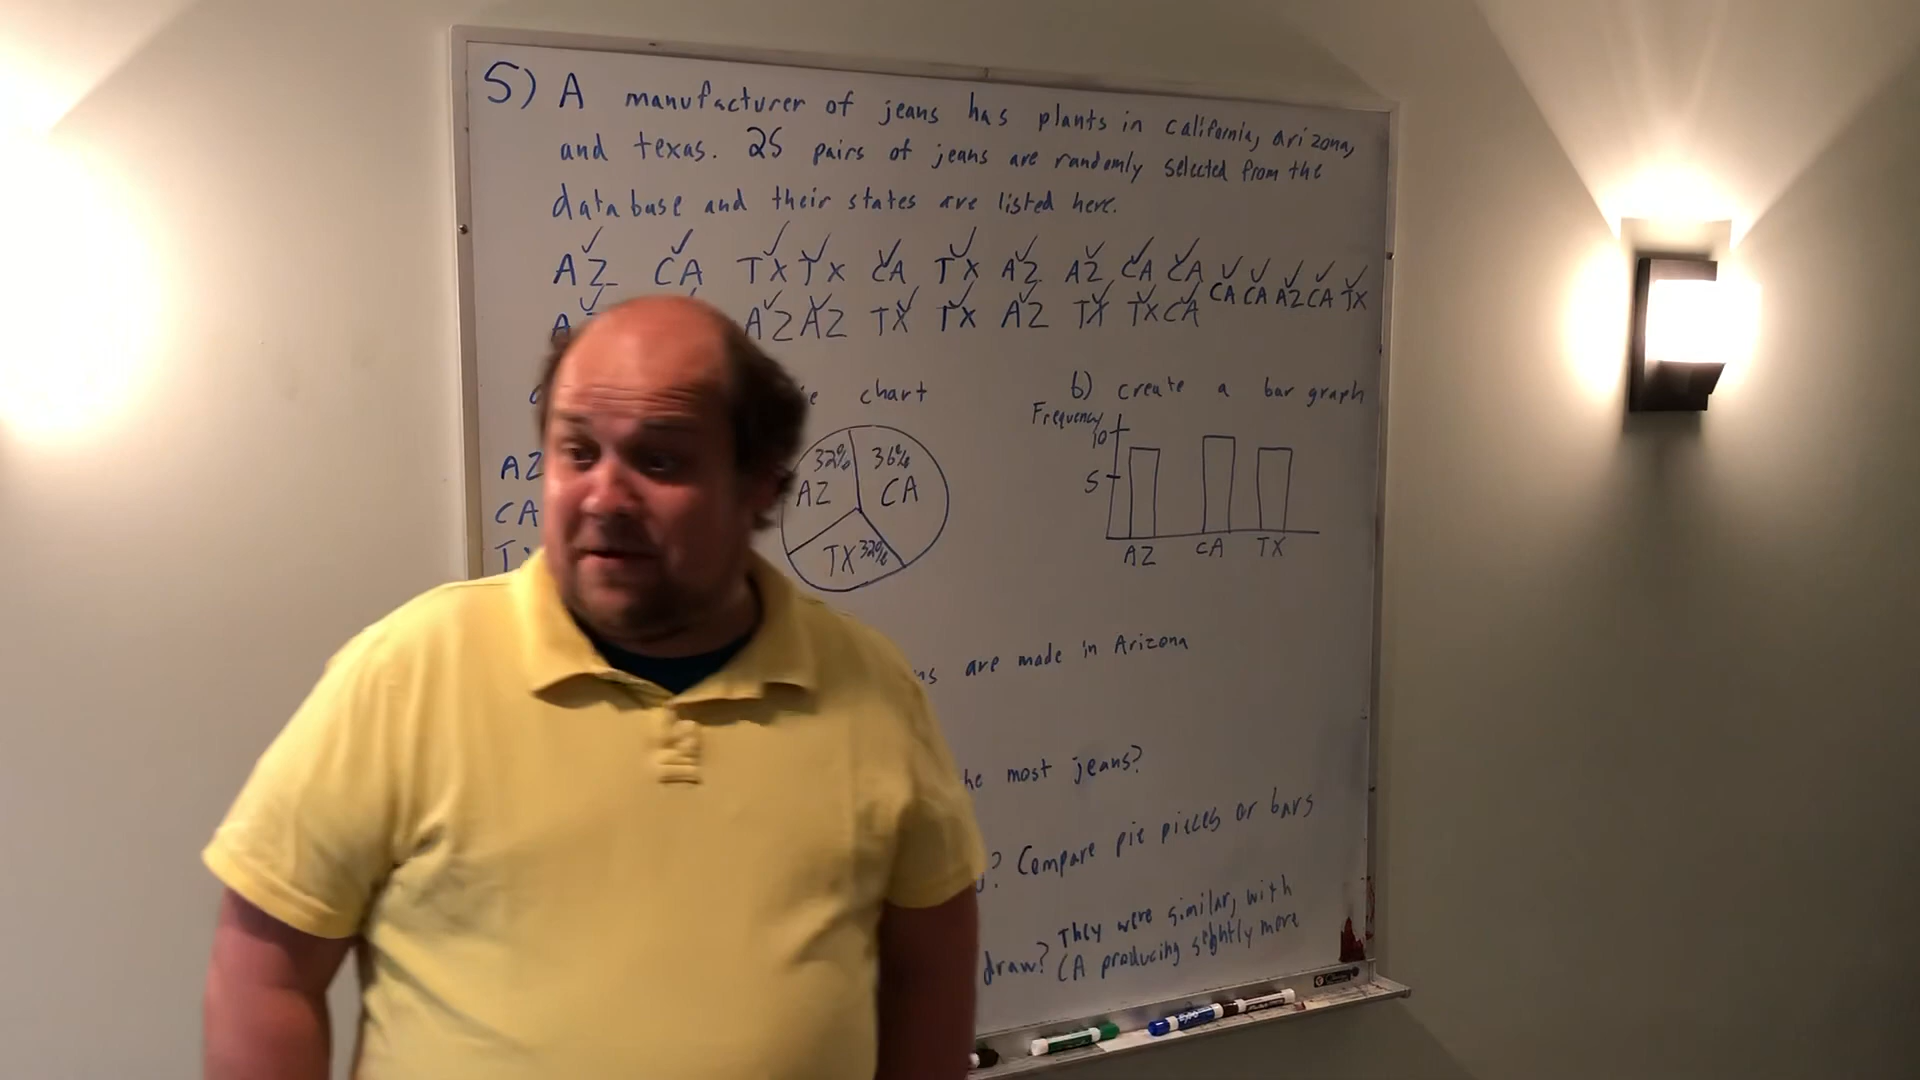 5) A manufacturer of jeans has plants in california, arizona,
and texas. 25 pairs of jeans are randomly selected from the
database and their states are listed here.
AZ CA TX TX CA TX AZ AZ CA CA CA CA AZ CA TX
AZ AZ TX TX AZ TX TX CA
chart
b) create a bar graph
AZ
CA
32% AZ
36% CA
TX 32%
Frequency
10
5
AZ CA TX
are made in Arizona
most jeans?
? Compare pie pieces or bars
draw? They were similar, with
CA producing slightly more